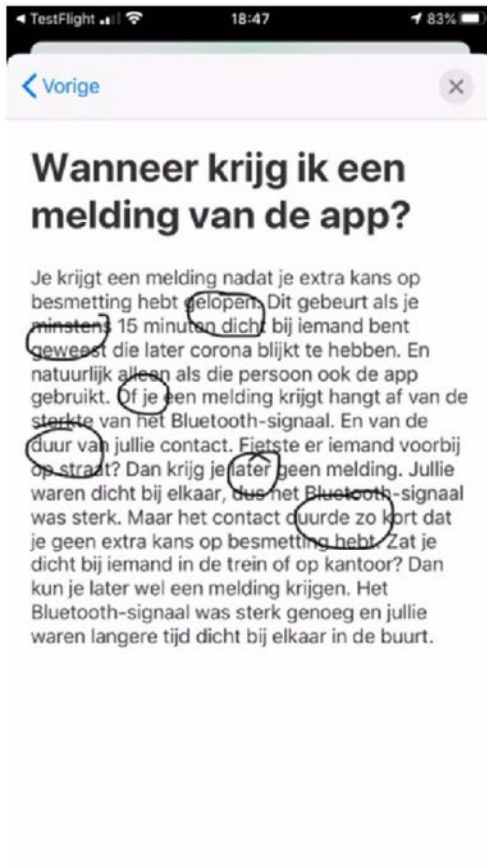 TestFlight 18:47 83%
Vorige
Wanneer krijg ik een
melding van de app?
Je krijgt een melding nadat je extra kans op
besmetting hebt gelopen. Dit gebeurt als je
minstens 15 minuten dicht bij iemand bent
geweest die later corona blijkt te hebben. En
natuurlijk alleen als die persoon ook de app
gebruikt. Of je een melding krijgt hangt af van de
sterkte van het Bluetooth-signaal. En van de
duur van jullie contact. Fietste er iemand voorbij
op straat? Dan krijg je later geen melding. Jullie
waren dicht bij elkaar, dus het Bluetooth-signaal
was sterk. Maar het contact duurde zo kort dat
je geen extra kans op besmetting hebt. Zat je
dicht bij iemand in de trein of op kantoor? Dan
kun je later wel een melding krijgen. Het
Bluetooth-signaal was sterk genoeg en jullie
waren langere tijd dicht bij elkaar in de buurt.